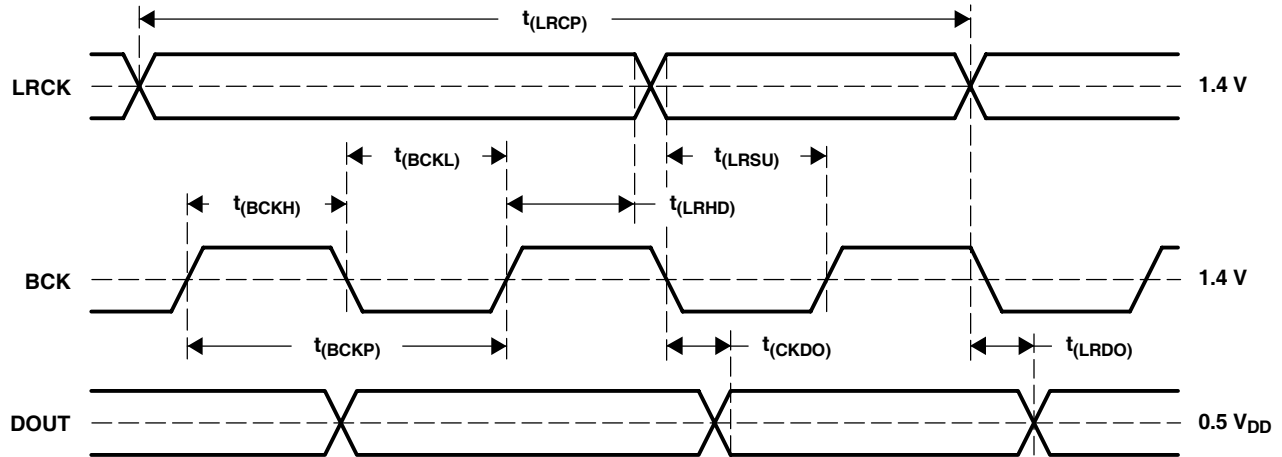 t(LRCP)
LRCK
1.4 V
t(BCKL)
t(LRSU)
t(BCKH)
t(LRHD)
BCK
1.4 V
t(BCKP)
t(CKDO)
t(LRDO)
DOUT
0.5 VDD